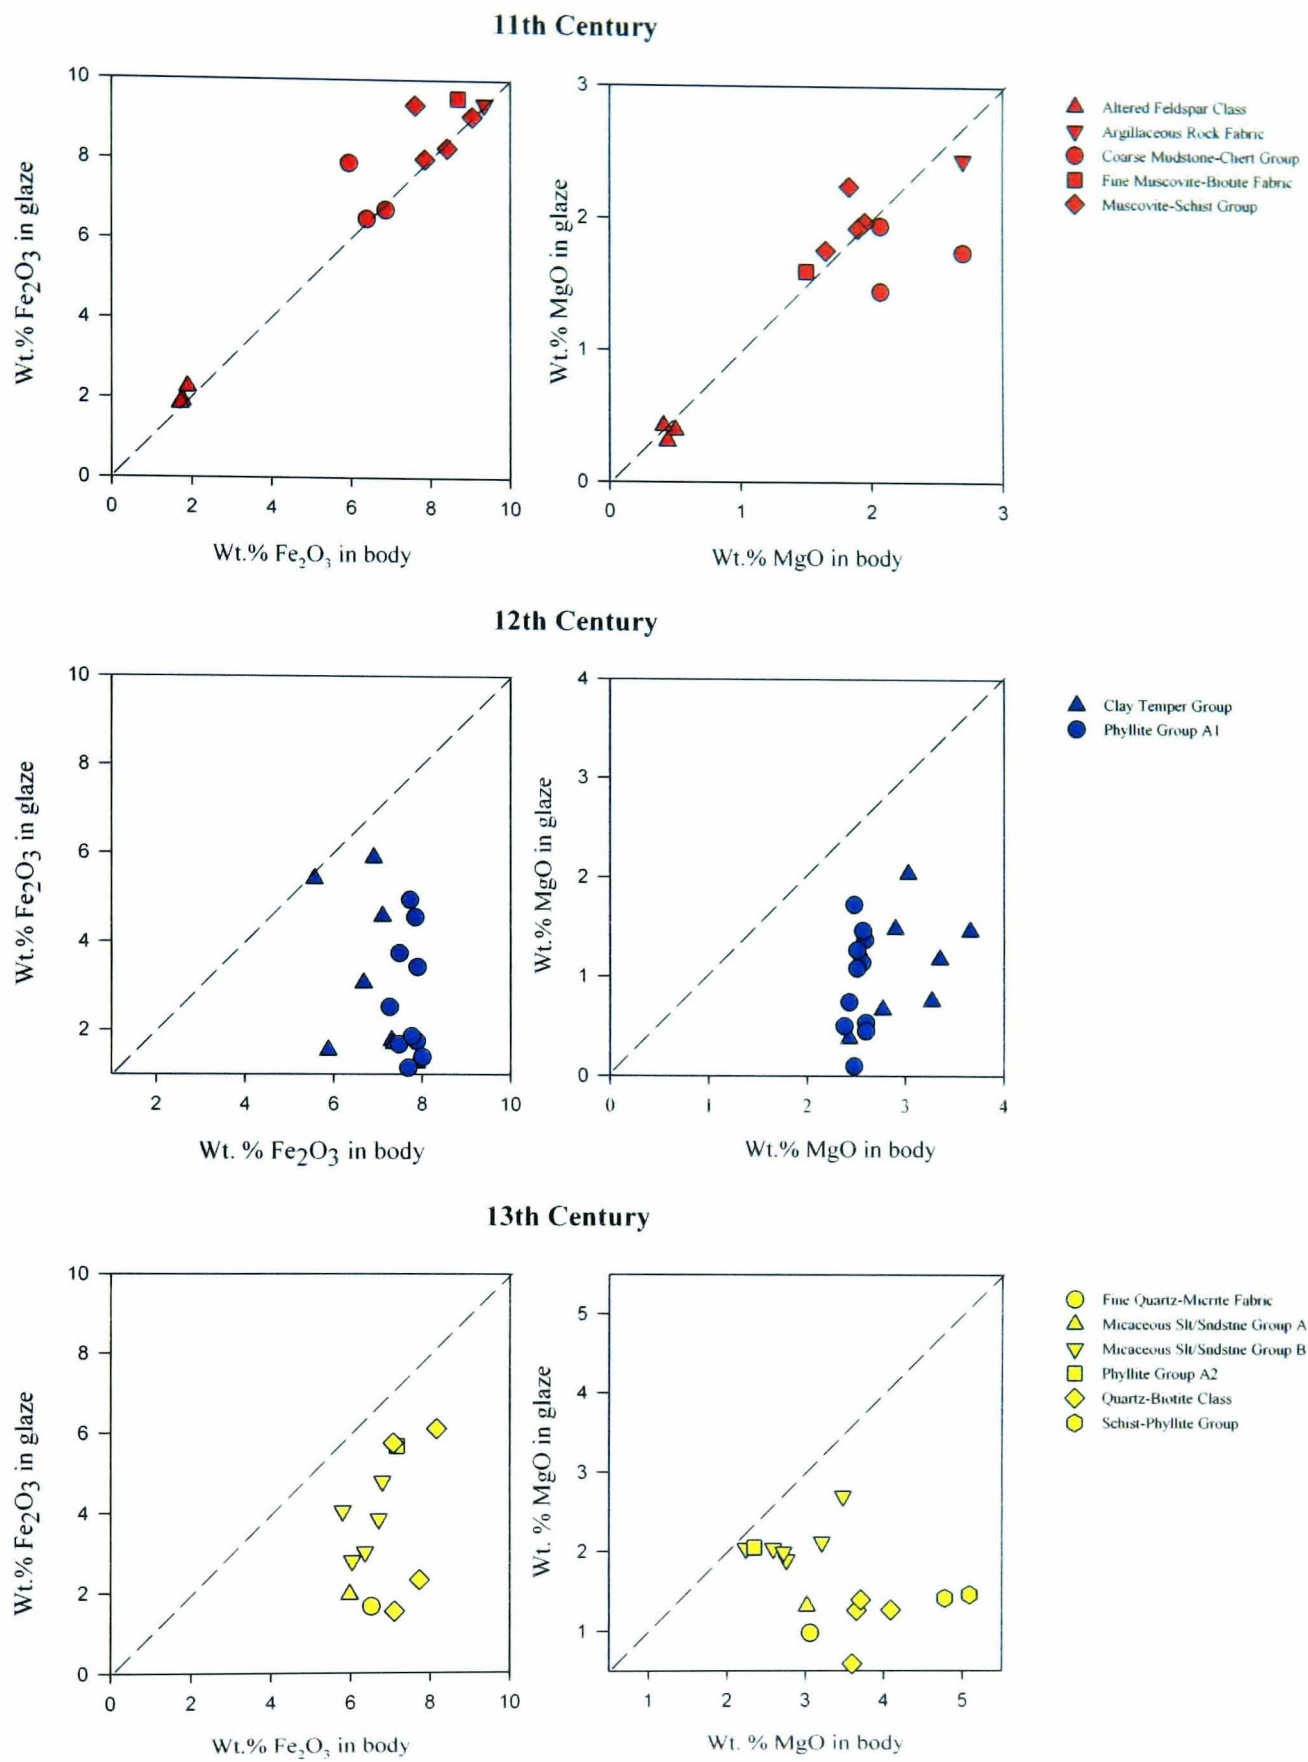 11th Century
10
8
6
4
2
0
0 2 4 6 8 10
Wt.% Fe2O3 in glaze
Wt.% Fe₂O₃ in body
3
2
1
0
0 1 2 3
Wt.% MgO in glaze
Wt.% MgO in body
Altered Feldspar Class
Argillaceous Rock Fabric
Coarse Mudstone-Chert Group
Fine Muscovite-Biotite Fabric
Muscovite-Schist Group
12th Century
10
8
6
4
2
2 4 6 8 10
Wt.% Fe2O3 in glaze
Wt. % Fe2O3 in body
4
3
2
1
0
0 1 2 3 4
Wt.% MgO in glaze
Wt.% MgO in body
Clay Temper Group
Phyllite Group A1
13th Century
10
8
6
4
2
0
0 2 4 6 8 10
Wt.% Fe2O3 in glaze
Wt.% Fe₂O₃ in body
5
4
3
2
1
1 2 3 4 5
Wt. % MgO in glaze
Wt. % MgO in body
Fine Quartz-Micrite Fabric
Micaceous Slt/Sndstne Group A
Micaceous Slt/Sndstne Group B
Phyllite Group A2
Quartz-Biotite Class
Schist-Phyllite Group